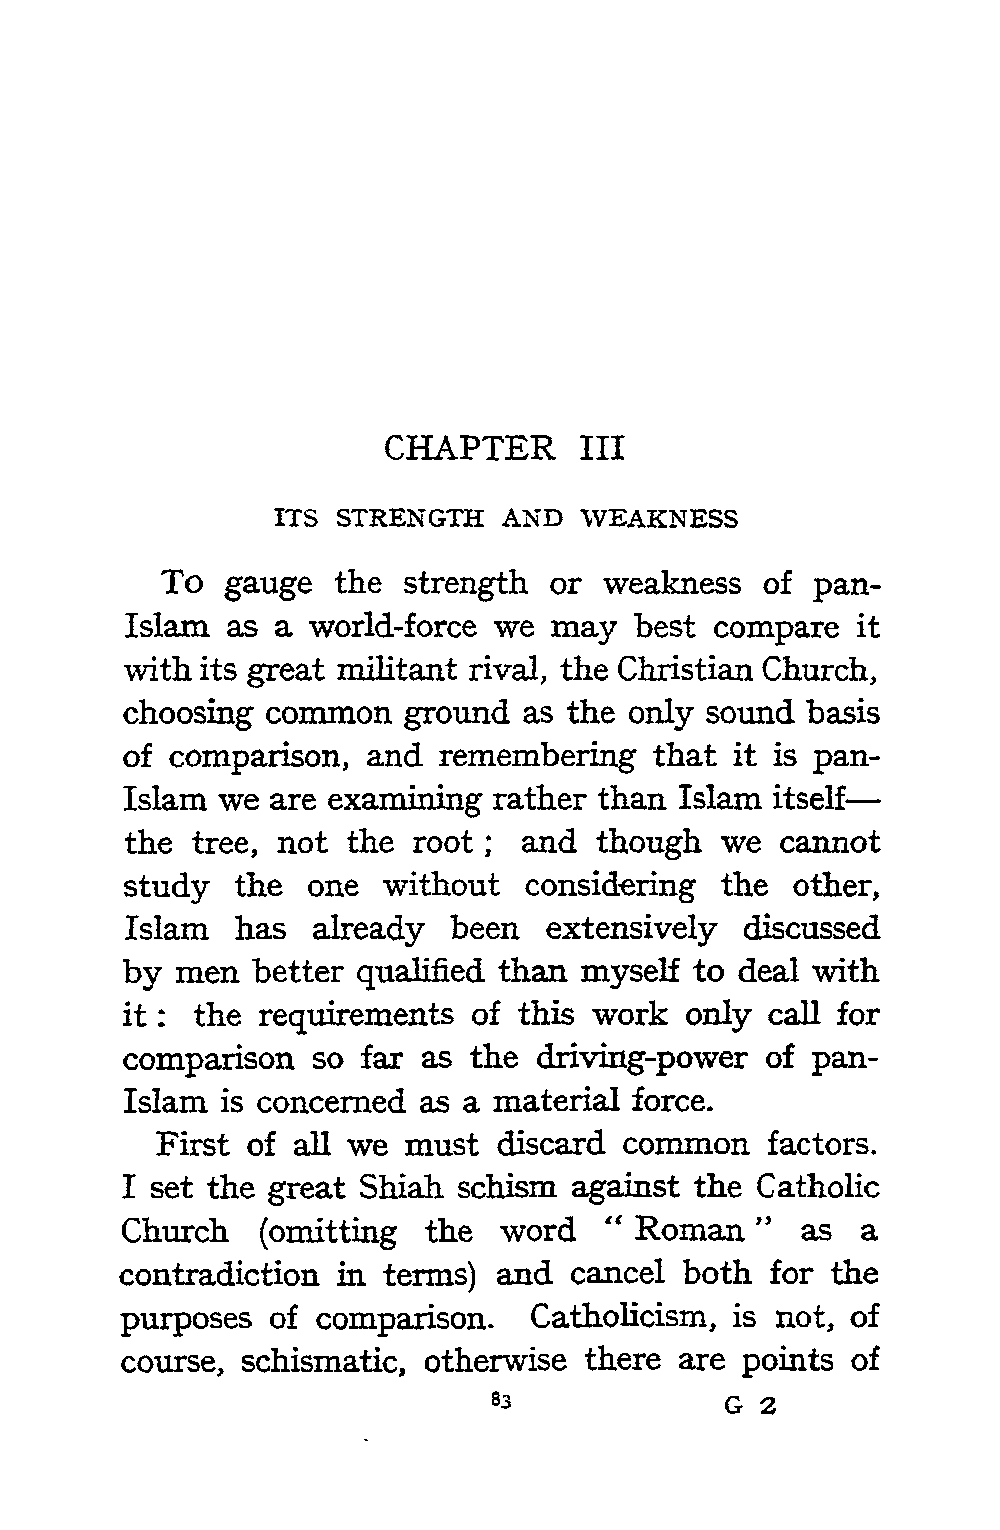 CHAPTER III
ITS STRENGTH AND WEAKNESS
To gauge the strength or weakness of pan-
Islam as a world-force we may best compare it
with its great militant rival, the Christian Church,
choosing common ground as the only sound basis
of comparison, and remembering that it is pan-
Islam we are examining rather than Islam itself—
the tree, not the root ; and though we cannot
study the one without considering the other,
Islam has already been extensively discussed
by men better qualified than myself to deal with
it : the requirements of this work only call for
comparison so far as the driving-power of pan-
Islam is concerned as a material force.
First of all we must discard common factors.
I set the great Shiah schism against the Catholic
Church (omitting the word “ Roman ” as a
contradiction in terms) and cancel both for the
purposes of comparison. Catholicism, is not, of
course, schismatic, otherwise there are points of
83 G 2